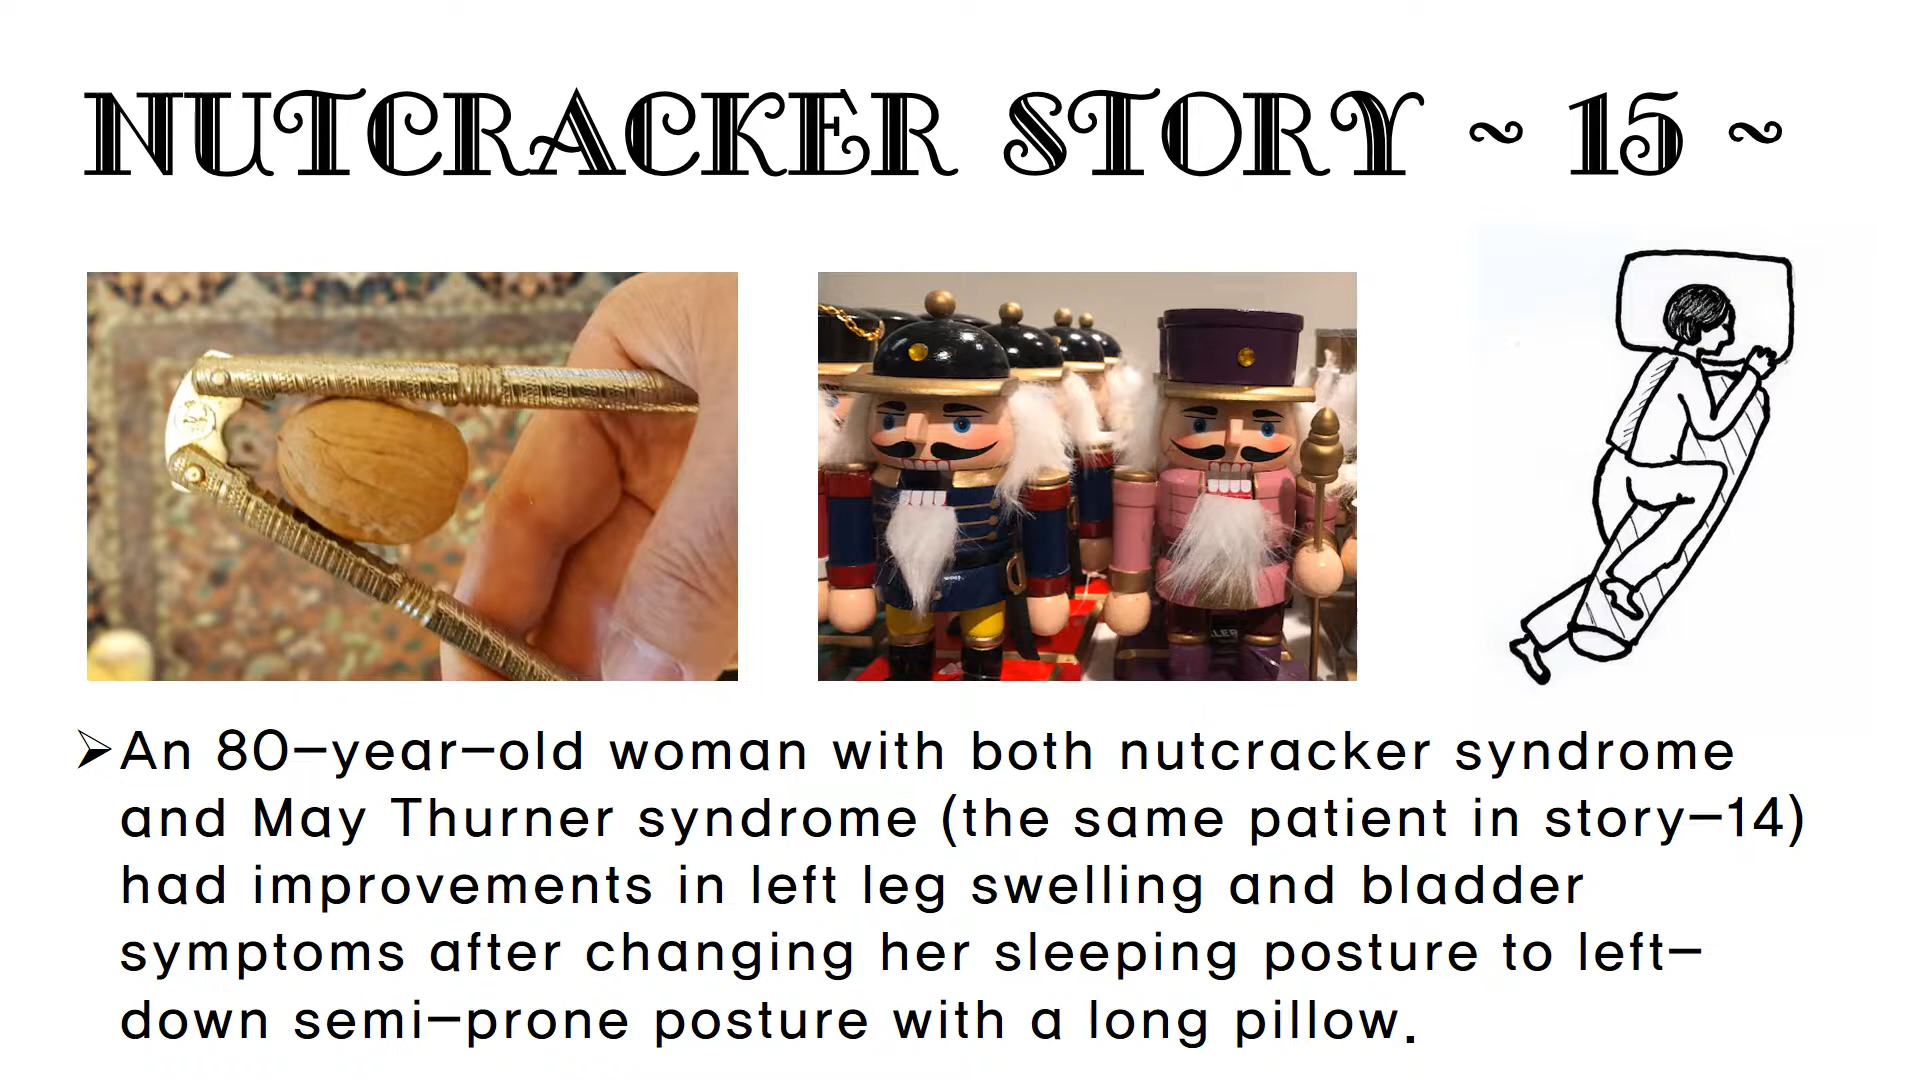 NUTCRACKER STORY ~ 15 ~
➢An 80-year-old woman with both nutcracker syndrome
and May Thurner syndrome (the same patient in story-14)
had improvements in left leg swelling and bladder
symptoms after changing her sleeping posture to left-
down semi-prone posture with a long pillow.